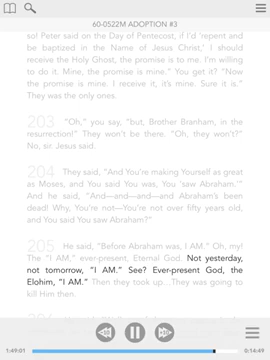 60-0522M ADOPTION #3
so! Peter said on the Day of Pentecost, if I'd 'repent and
be baptized in the Name of Jesus Christ,' I should
receive the Holy Ghost, the promise is to me. I'm willing
to do it. Mine, the promise is mine." You get it? "Now
the promise is mine. I receive it, it's mine. Sure it is."
They was the only ones.
203 "Oh," you say, "but, Brother Branham, in the
resurrection!" They won't be there. "Oh, they won't?"
No, sir. Jesus said.
204 They said, "And You're making Yourself as great
as Moses, and You said You was, You 'saw Abraham.'"
And he said, "And—and—and—and Abraham's been
dead! Why, You're not—You're not over fifty years old,
and You said You saw Abraham?"
205 He said, "Before Abraham was, I AM." Oh, my!
The "I AM," ever-present, Eternal God. Not yesterday,
not tomorrow, "I AM." See? Ever-present God, the
Elohim, "I AM." Then they took up...They was going to
kill Him then.
1:49:01
0:14:49